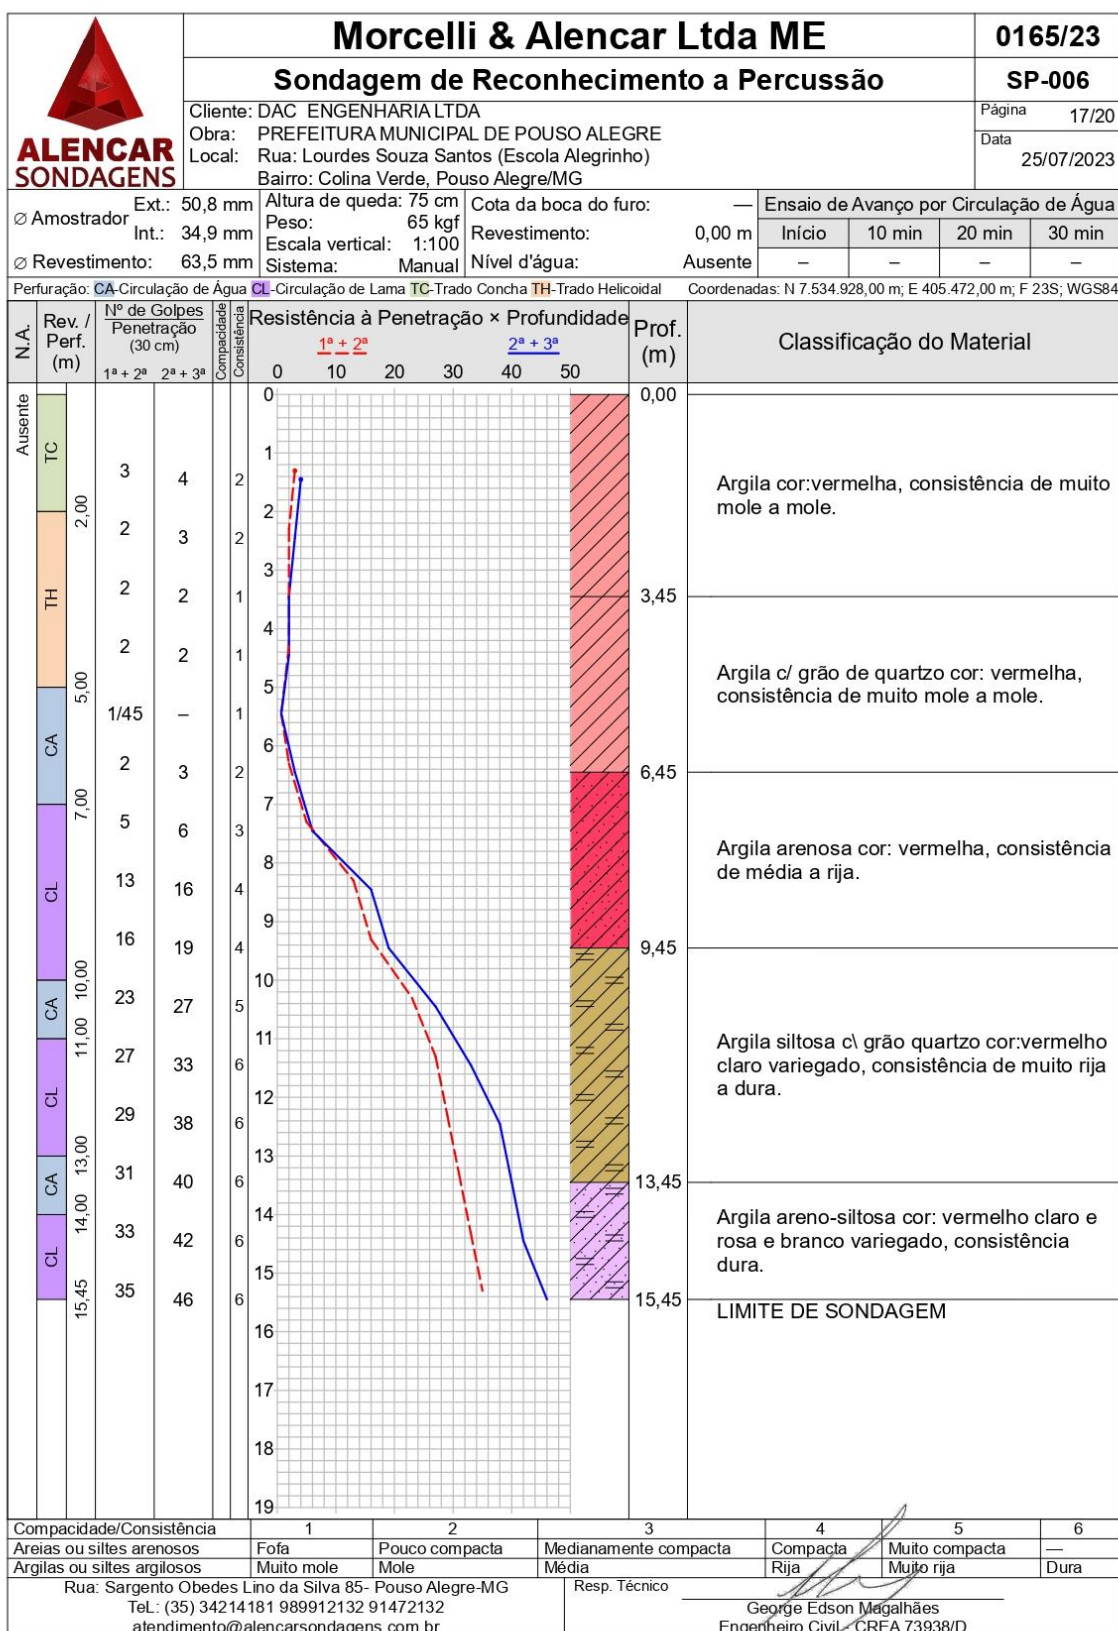 Morcelli & Alencar Ltda ME
0165/23
Sondagem de Reconhecimento a Percussão
SP-006
ALENCAR
SONDAGENS
Cliente: DAC ENGENHARIA LTDA
Obra: PREFEITURA MUNICIPAL DE POUSO ALEGRE
Local: Rua: Lourdes Souza Santos (Escola Alegrinho)
Bairro: Colina Verde, Pouso Alegre/MG
Página 17/20
Data
25/07/2023
Ø Amostrador Ext.: 50,8 mm
Int.: 34,9 mm
Ø Revestimento: 63,5 mm
Altura de queda: 75 cm
Peso: 65 kgf
Escala vertical: 1:100
Sistema: Manual
Cota da boca do furo: —
Revestimento: 0,00 m
Nível d'água: Ausente
Ensaio de Avanço por Circulação de Água
Início 10 min 20 min 30 min
– – – –
Perfuração: CA-Circulação de Água CL-Circulação de Lama TC-Trado Concha TH-Trado Helicoidal Coordenadas: N 7.534.928,00 m; E 405.472,00 m; F 23S; WGS84
N.A.
Rev. /
Perf.
(m)
Nº de Golpes
Penetração
(30 cm)
1ª + 2ª 2ª + 3ª
Compacidade
Consistência
Resistência à Penetração × Profundidade
1ª + 2ª 2ª + 3ª
0 10 20 30 40 50
Prof.
(m)
Classificação do Material
Ausente
TC
2,00
TH
5,00
CA
7,00
CL
10,00
CA
11,00
CL
13,00
CA
14,00
CL
15,45
3 4 2
2 3 2
2 2 1
2 2 1
1/45 – 1
2 3 2
5 6 3
13 16 4
16 19 4
23 27 5
27 33 6
29 38 6
31 40 6
33 42 6
35 46 6
0
1
2
3
4
5
6
7
8
9
10
11
12
13
14
15
16
17
18
19
0,00
Argila cor:vermelha, consistência de muito
mole a mole.
3,45
Argila c/ grão de quartzo cor: vermelha,
consistência de muito mole a mole.
6,45
Argila arenosa cor: vermelha, consistência
de média a rija.
9,45
Argila siltosa c\ grão quartzo cor:vermelho
claro variegado, consistência de muito rija
a dura.
13,45
Argila areno-siltosa cor: vermelho claro e
rosa e branco variegado, consistência
dura.
15,45
LIMITE DE SONDAGEM
Compacidade/Consistência 1 2 3 4 5 6
Areias ou siltes arenosos Fofa Pouco compacta Medianamente compacta Compacta Muito compacta —
Argilas ou siltes argilosos Muito mole Mole Média Rija Muito rija Dura
Rua: Sargento Obedes Lino da Silva 85- Pouso Alegre-MG
TeL: (35) 34214181 989912132 91472132
atendimento@alencarsondagens.com.br
Resp. Técnico
George Edson Magalhães
Engenheiro Civil - CREA 73938/D